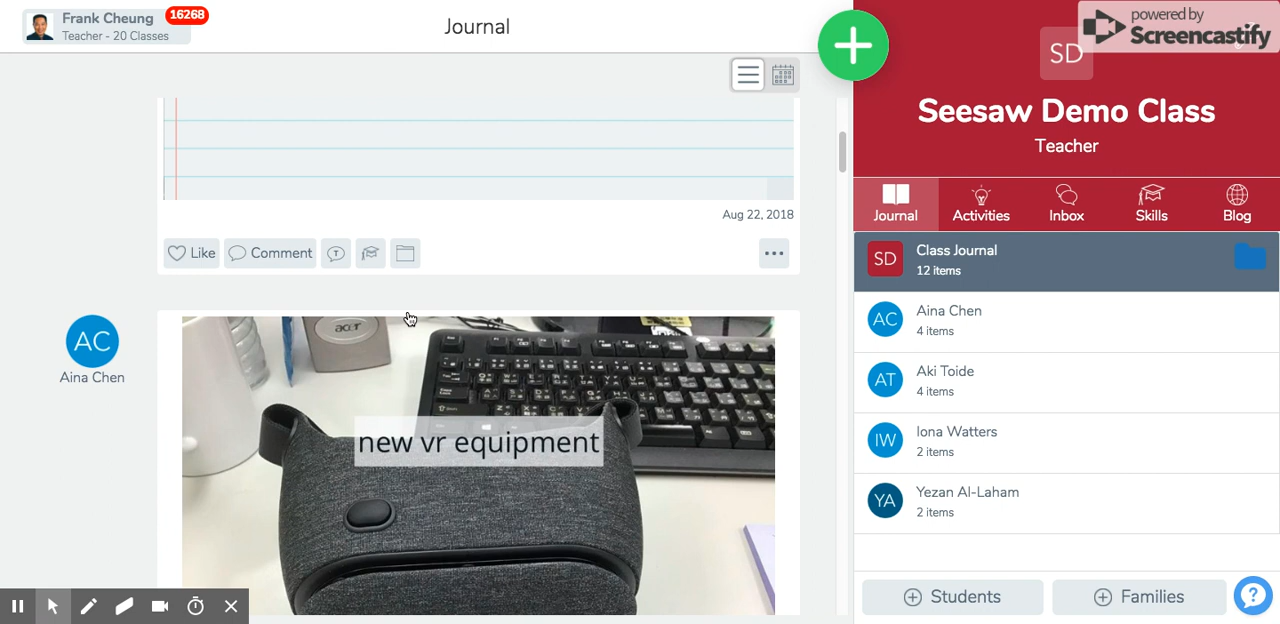 Frank Cheung
16268
Teacher - 20 Classes
Journal
powered by
Screencastify
SD
Seesaw Demo Class
Teacher
Journal
Activities
Inbox
Skills
Blog
SD
Class Journal
12 items
AC
Aina Chen
4 items
AT
Aki Toide
4 items
IW
Iona Watters
2 items
YA
Yezan Al-Laham
2 items
Students
Families
?
Aug 22, 2018
Like
Comment
T
AC
Aina Chen
acer
new vr equipment